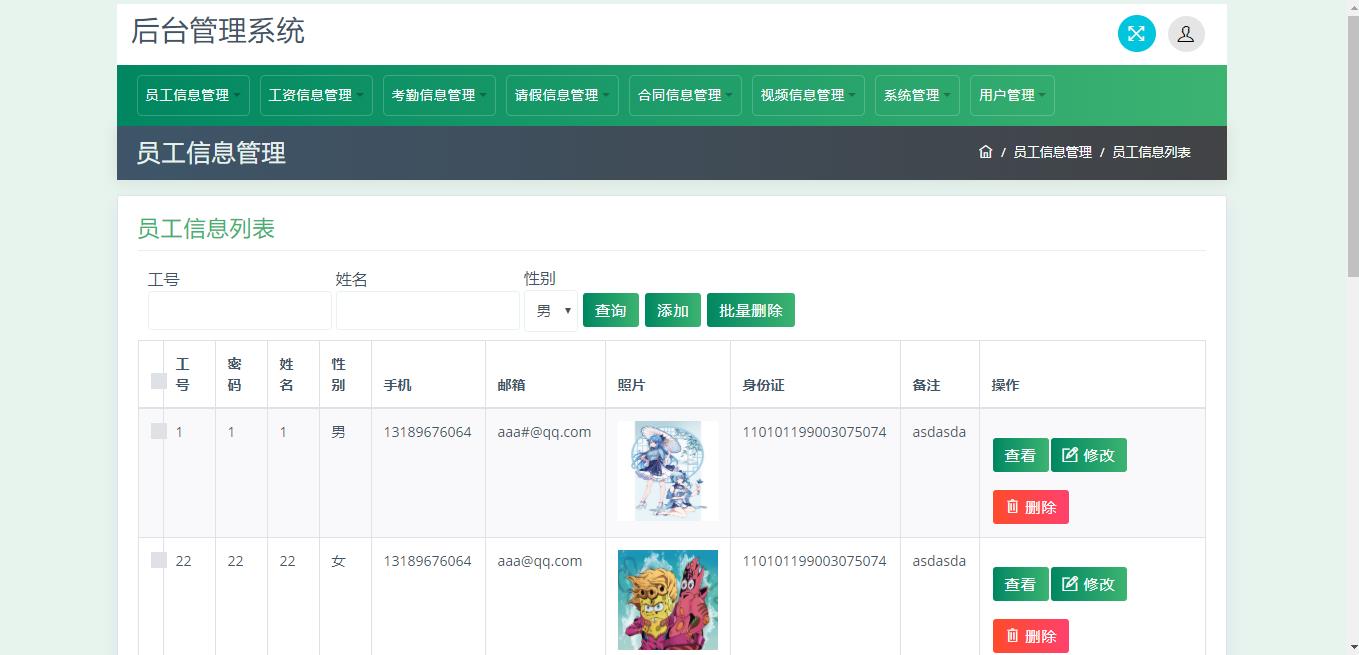 后台管理系统
员工信息管理 工资信息管理 考勤信息管理 请假信息管理 合同信息管理 视频信息管理 系统管理 用户管理
员工信息管理
/ 员工信息管理 / 员工信息列表
员工信息列表
工号 姓名 性别
男 查询 添加 批量删除
工号 密码 姓名 性别 手机 邮箱 照片 身份证 备注 操作
1 1 1 男 13189676064 aaa#@qq.com 110101199003075074 asdasda
查看 修改
删除
22 22 22 女 13189676064 aaa@qq.com 110101199003075074 asdasda
查看 修改
删除